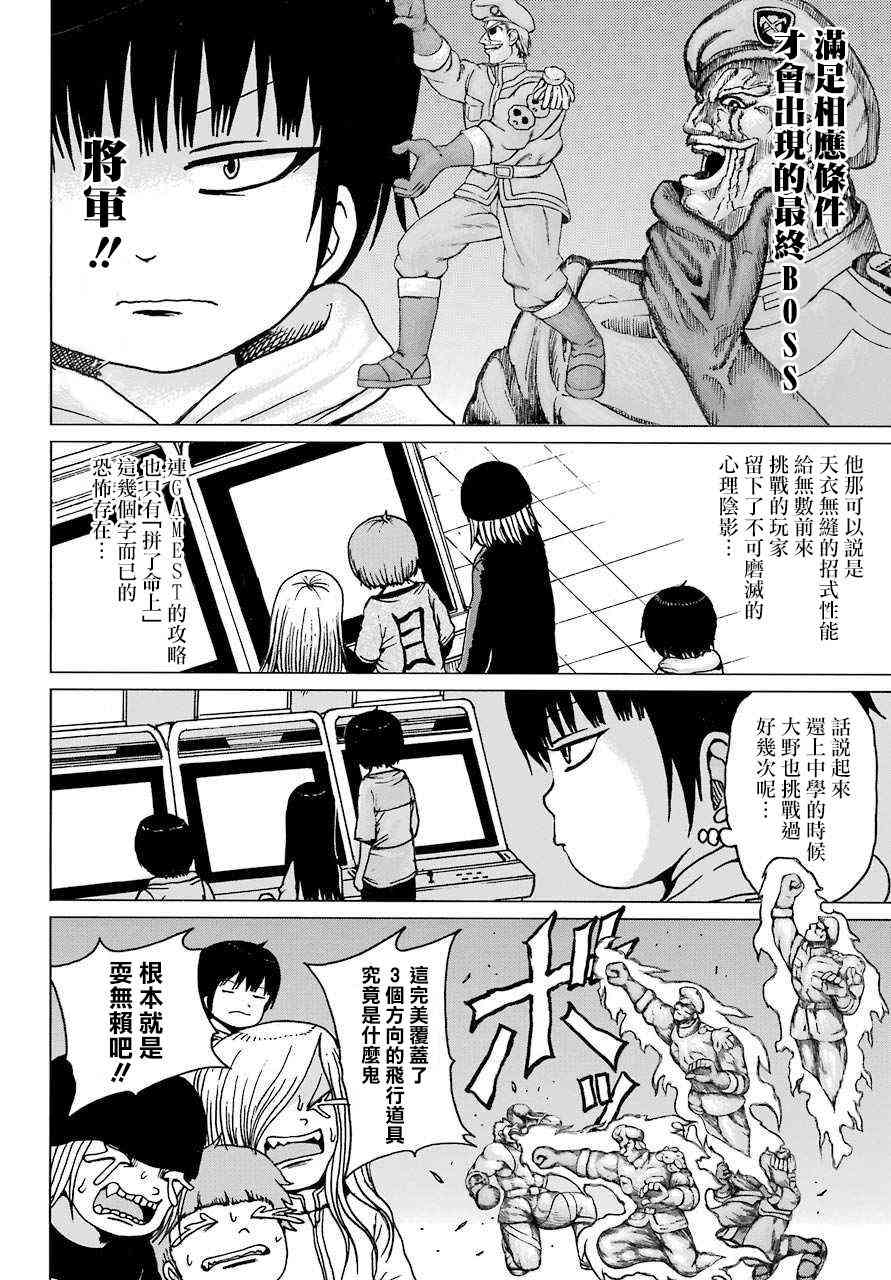 滿足相應條件
才會出現的最終BOSS
將軍!!
他那可以說是
天衣無縫的招式性能
給無數前來
挑戰的玩家
留下了不可磨滅的
心理陰影…
連GAMEST的攻略
也只有「拼了命上」
這幾個字而已的
恐怖存在…
目
話說起來
還上中學的時候
大野也挑戰過
好幾次呢…
ボボッ
這完美覆蓋了
3個方向的飛行道具
究竟是什麼鬼
根本就是
耍無賴吧!!